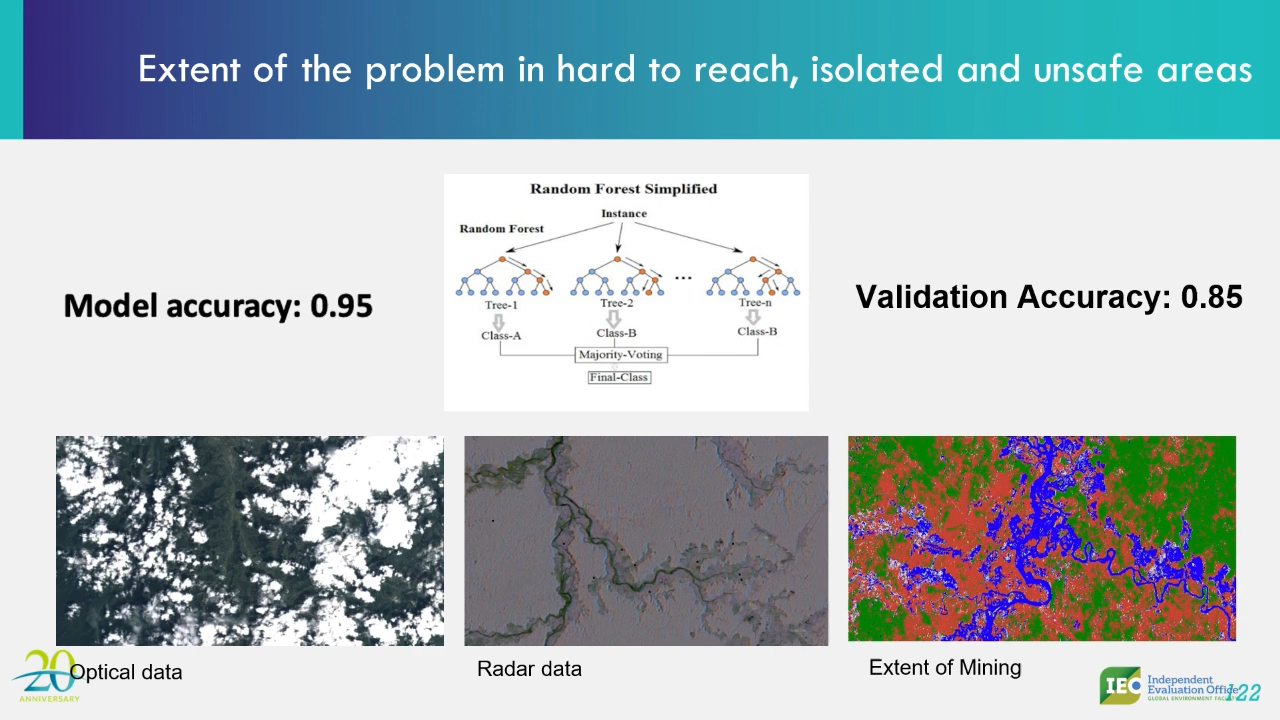 Extent of the problem in hard to reach, isolated and unsafe areas
Random Forest Simplified
Instance
Random Forest
Tree-1
Tree-2
Tree-n
Class-A
Class-B
Class-B
Majority-Voting
Final-Class
Model accuracy: 0.95
Validation Accuracy: 0.85
Optical data
Radar data
Extent of Mining
20
ANNIVERSARY
IEO
Independent
Evaluation Office
GLOBAL ENVIRONMENT
122